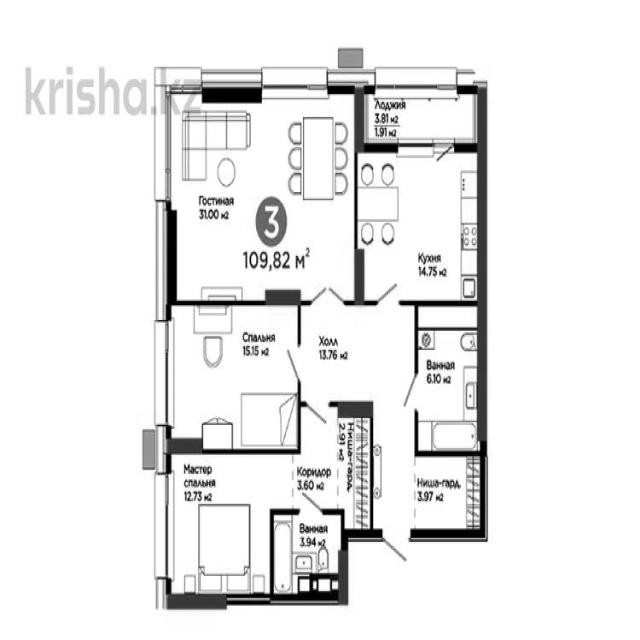 krisha.kz
Лоджия
3.81 м2
1.91 м2
Гостиная
31.00 м2
3
109,82 м2
Кухня
14.75 м2
Спальня
15.15 м2
Холл
13.76 м2
Ванная
6.10 м2
Ниша-гард.
2.91 м2
Мастер
спальня
12.73 м2
Коридор
3.60 м2
Ниша-гард.
3.97 м2
Ванная
3.94 м2